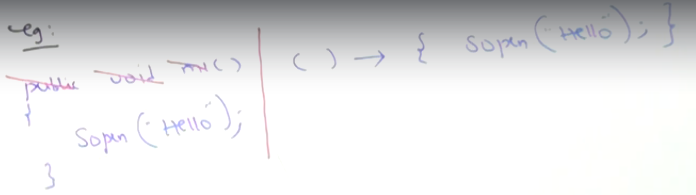 eg:
public void m1() | () → { Sopln("Hello"); }
{
Sopln("Hello");
}